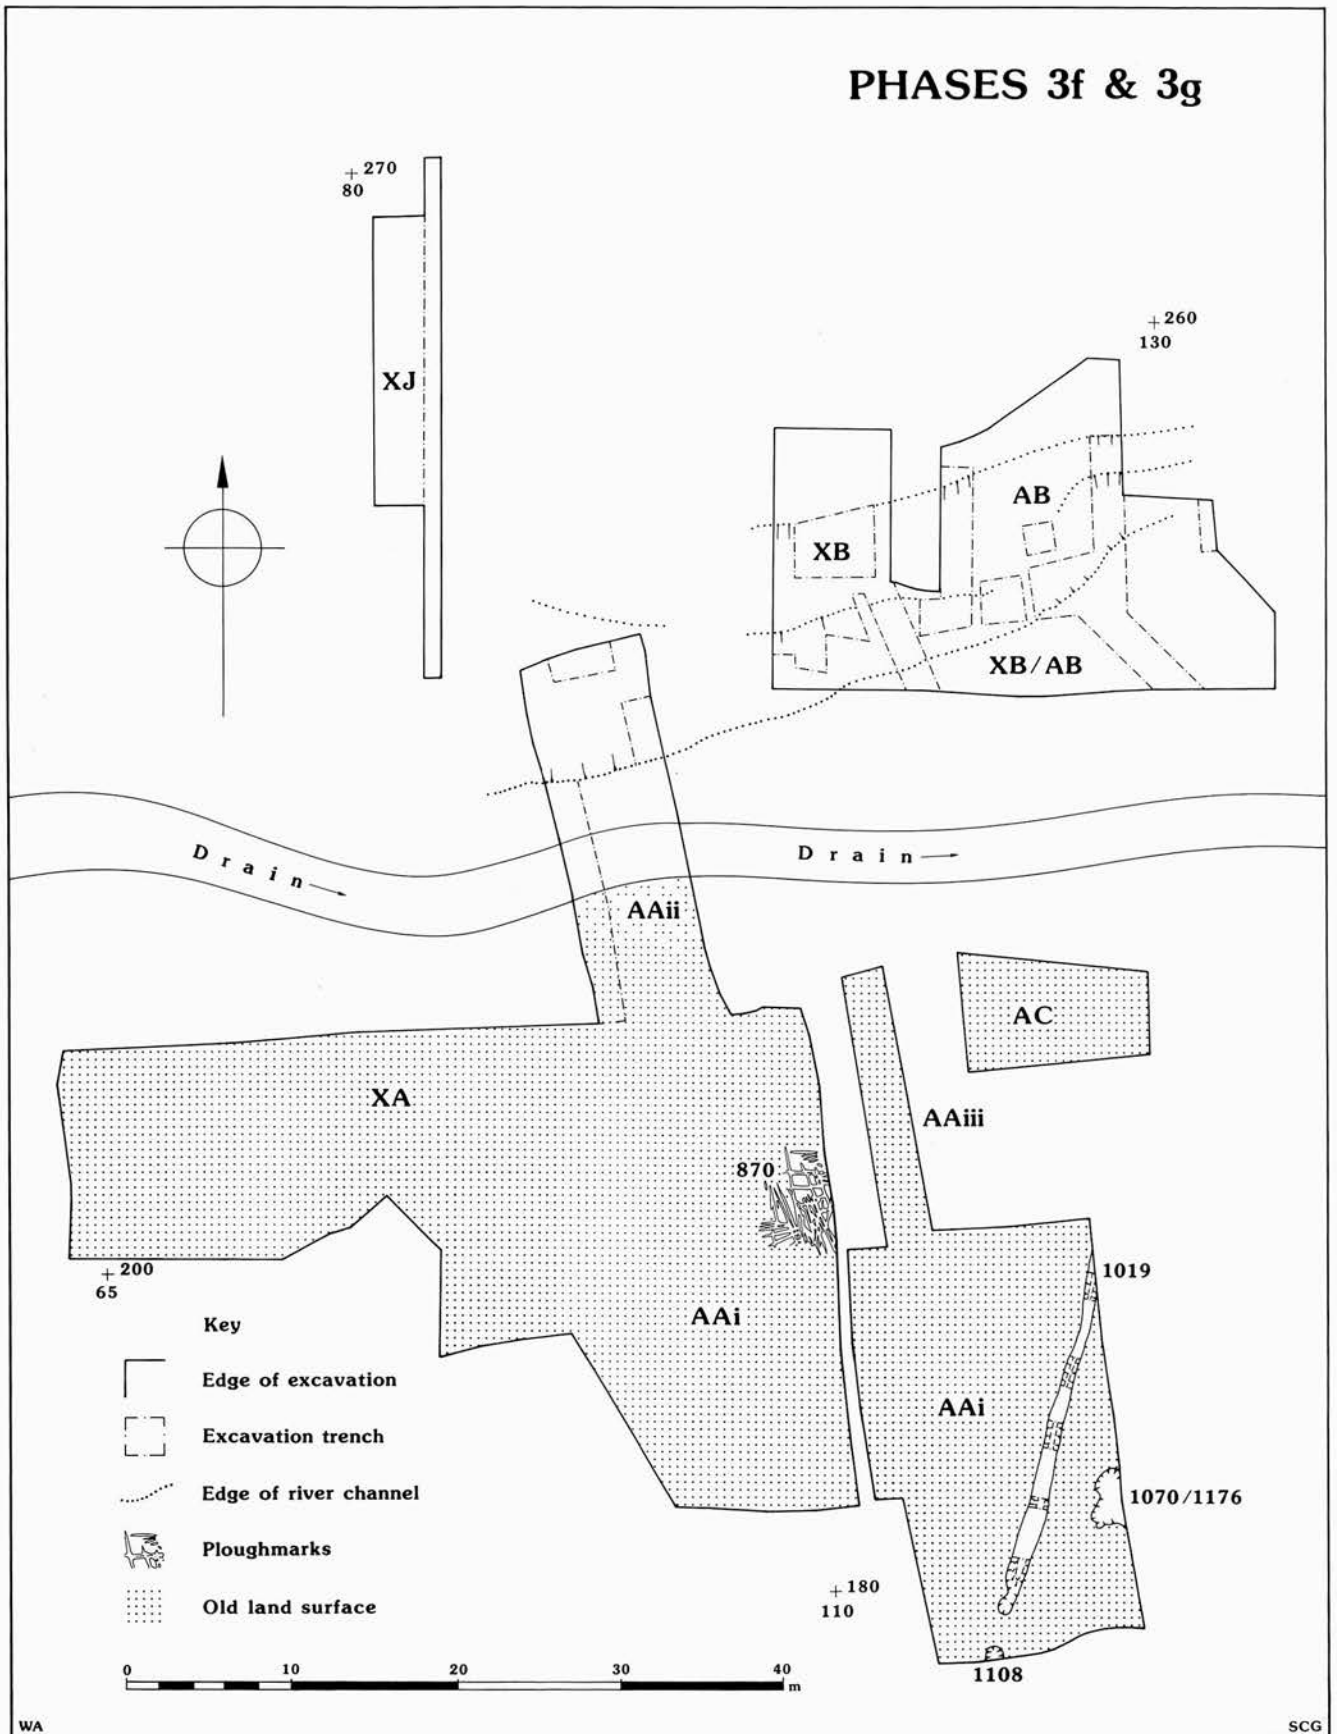 PHASES 3f & 3g
270
80
260
130
XJ
AB
XB
XB/AB
Drain
Drain
AAii
AC
XA
AAiii
870
200
65
1019
AAi
AAi
1070/1176
180
110
1108
Key
Edge of excavation
Excavation trench
Edge of river channel
Ploughmarks
Old land surface
0 10 20 30 40 m
WA
SCG